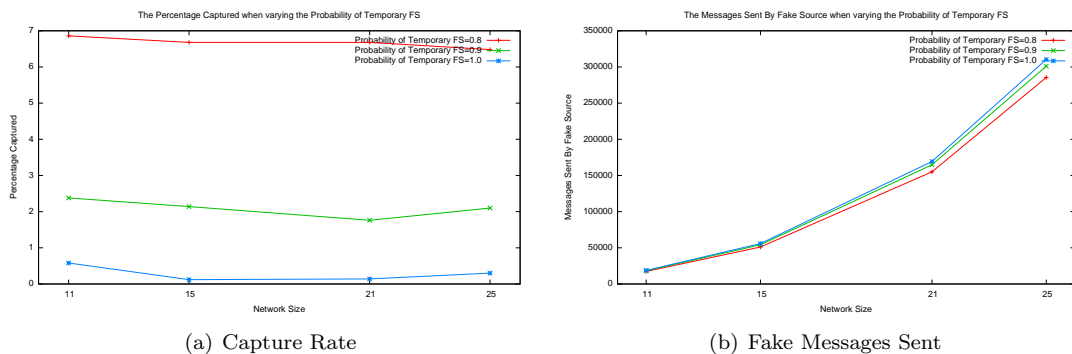 The Percentage Captured when varying the Probability of Temporary FS
7
6
5
4
3
2
1
0
Percentage Captured
Probability of Temporary FS=0.8
Probability of Temporary FS=0.9
Probability of Temporary FS=1.0
11 15 21 25
Network Size
(a) Capture Rate
The Messages Sent By Fake Source when varying the Probability of Temporary FS
350000
300000
250000
200000
150000
100000
50000
0
Messages Sent By Fake Source
Probability of Temporary FS=0.8
Probability of Temporary FS=0.9
Probability of Temporary FS=1.0
11 15 21 25
Network Size
(b) Fake Messages Sent